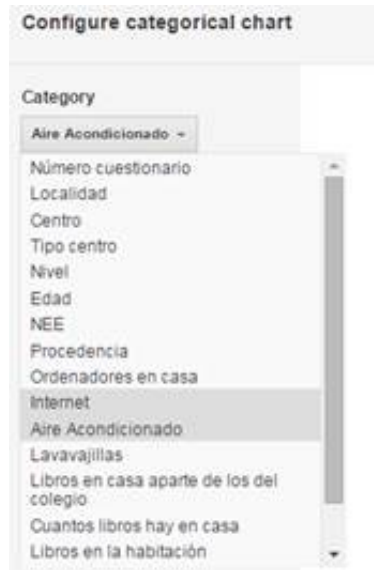 Configure categorical chart
Category
Aire Acondicionado
Número cuestionario
Localidad
Centro
Tipo centro
Nivel
Edad
NEE
Procedencia
Ordenadores en casa
Internet
Aire Acondicionado
Lavavajillas
Libros en casa aparte de los del
colegio
Cuantos libros hay en casa
Libros en la habitación